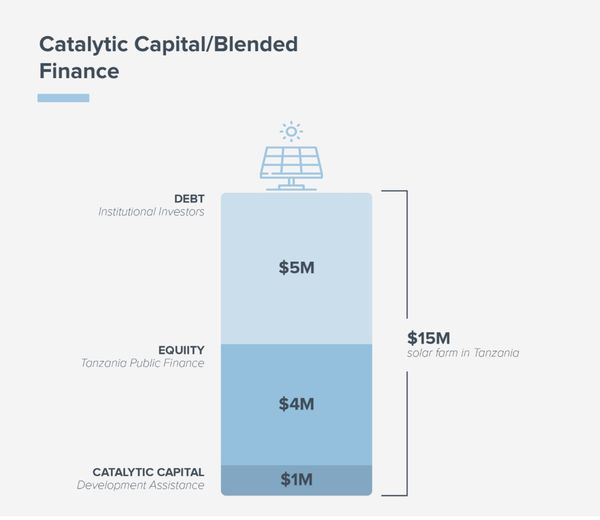 Catalytic Capital/Blended
Finance
DEBT
Institutional Investors
$5M
$15M
solar farm in Tanzania
EQUIITY
Tanzania Public Finance
$4M
CATALYTIC CAPITAL
Development Assistance
$1M